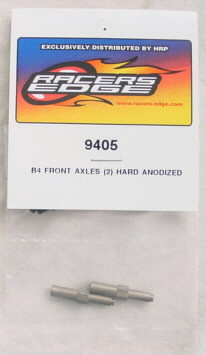 EXCLUSIVELY DISTRIBUTED BY HRP
RACERS
EDGE
www.racers-edge.com
9405
B4 FRONT AXLES (2) HARD ANODIZED